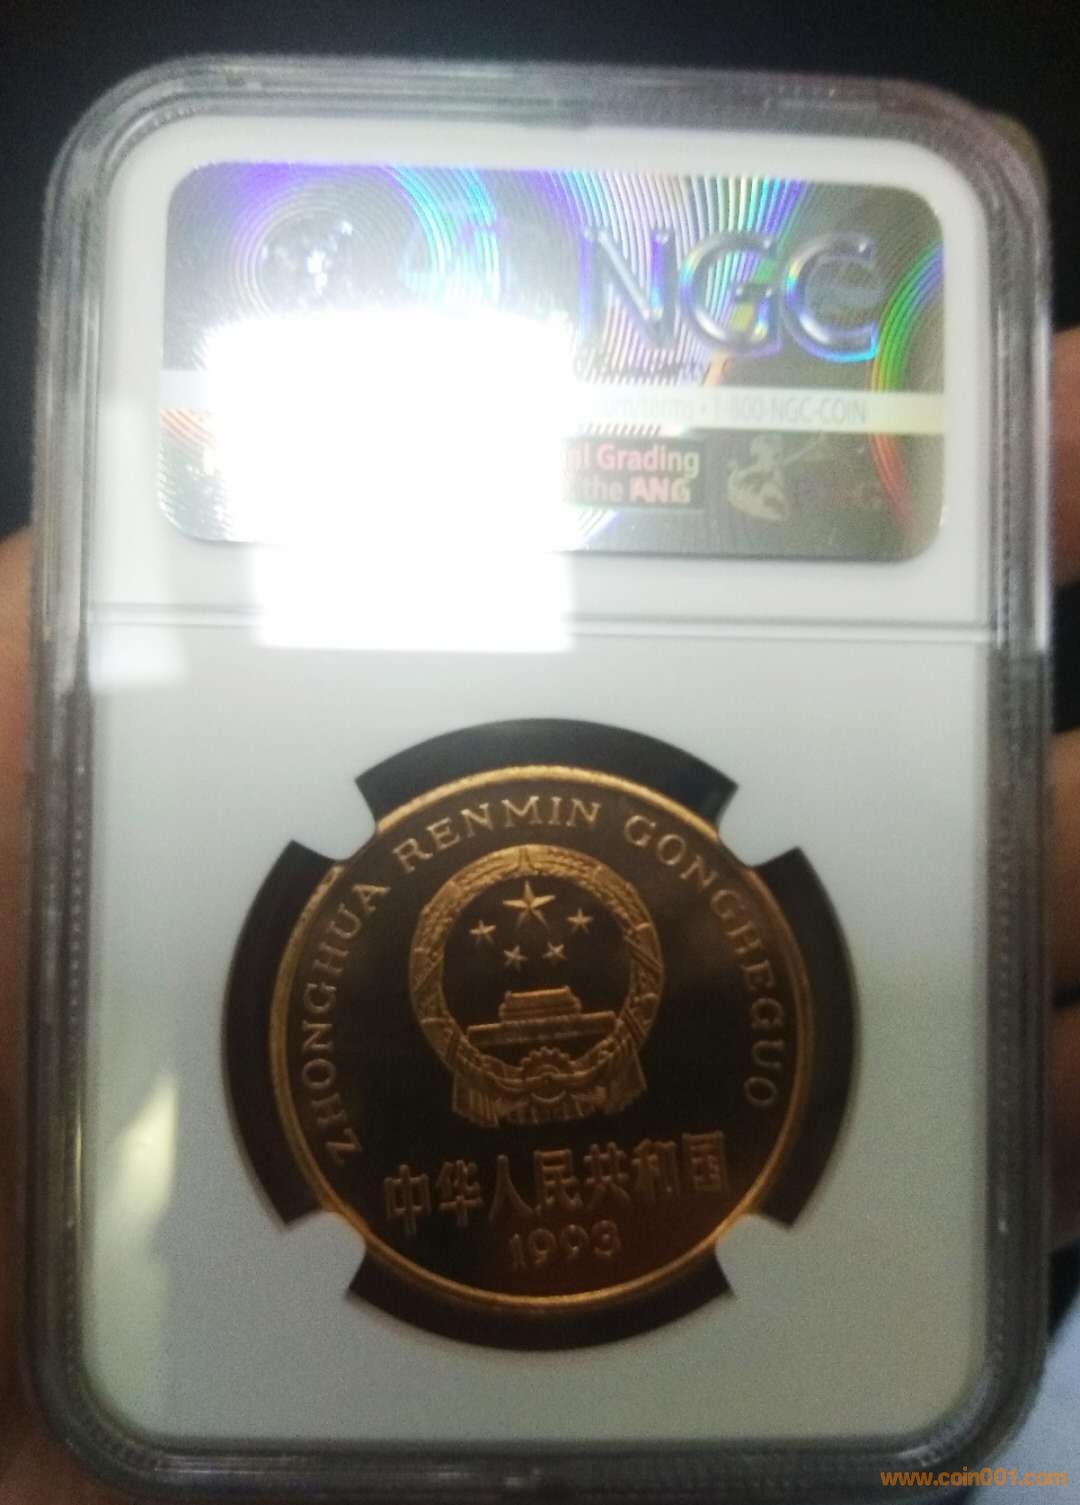 NGC
1-800-NGC-COIN
Grading
the ANG
ZHONGHUA RENMIN GONGHEGUO
中华人民共和国
1993
www.coin001.com